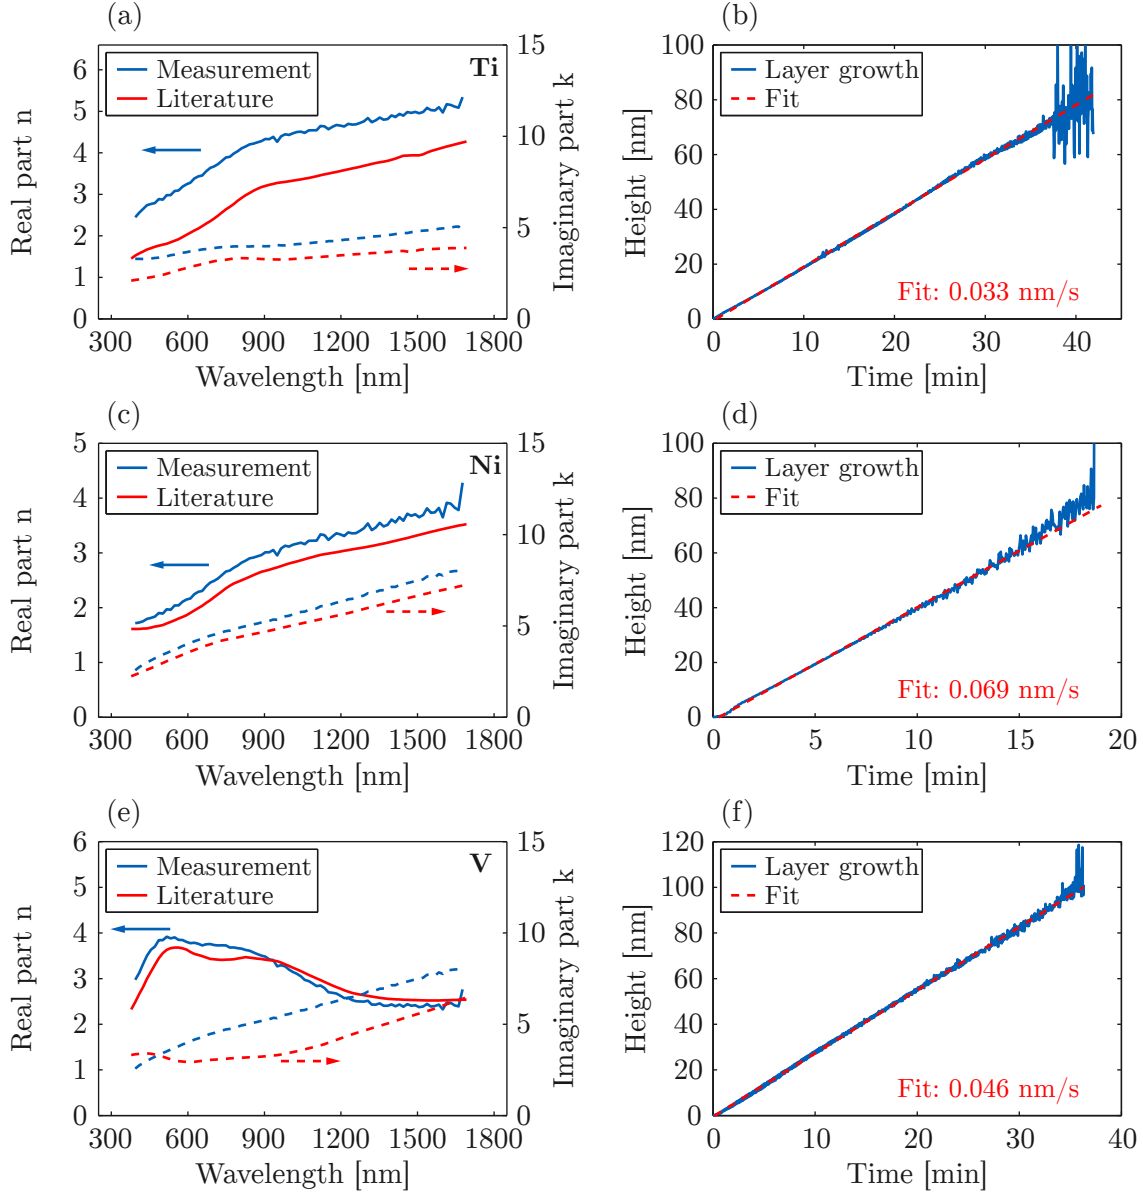 (a)
(b)
6
5
4
3
2
1
0
15
10
5
0
Measurement
Literature
Ti
Real part n
Imaginary part k
300 600 900 1200 1500 1800
Wavelength [nm]
100
80
60
40
20
0
Layer growth
Fit
Height [nm]
Fit: 0.033 nm/s
0 10 20 30 40
Time [min]
(c)
(d)
5
4
3
2
1
0
15
10
5
0
Measurement
Literature
Ni
Real part n
Imaginary part k
300 600 900 1200 1500 1800
Wavelength [nm]
100
80
60
40
20
0
Layer growth
Fit
Height [nm]
Fit: 0.069 nm/s
0 5 10 15 20
Time [min]
(e)
(f)
6
5
4
3
2
1
0
15
10
5
0
Measurement
Literature
V
Real part n
Imaginary part k
300 600 900 1200 1500 1800
Wavelength [nm]
120
100
80
60
40
20
0
Layer growth
Fit
Height [nm]
Fit: 0.046 nm/s
0 10 20 30 40
Time [min]